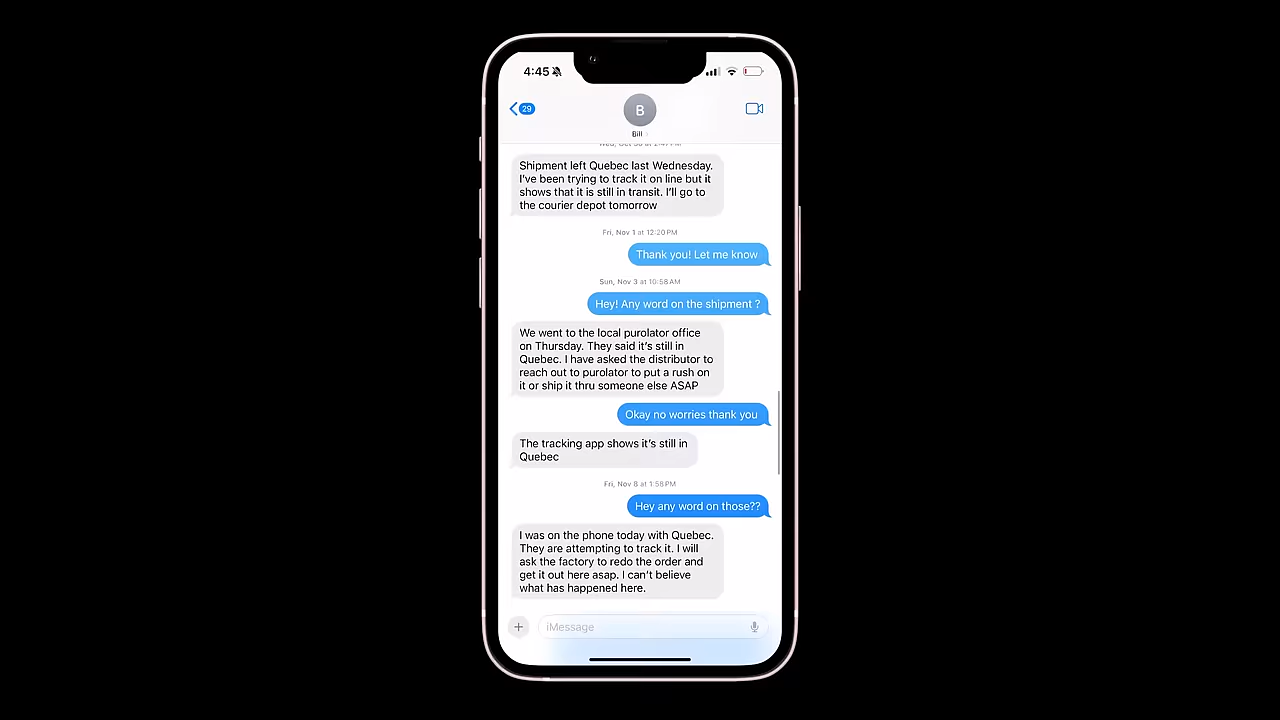 4:45
29
B
Bill
Wed, Oct 30 at 2:47 PM
Shipment left Quebec last Wednesday.
I've been trying to track it on line but it
shows that it is still in transit. I'll go to
the courier depot tomorrow
Fri, Nov 1 at 12:20 PM
Thank you! Let me know
Sun, Nov 3 at 10:58 AM
Hey! Any word on the shipment ?
We went to the local purolator office
on Thursday. They said it's still in
Quebec. I have asked the distributor to
reach out to purolator to put a rush on
it or ship it thru someone else ASAP
Okay no worries thank you
The tracking app shows it's still in
Quebec
Fri, Nov 8 at 1:58 PM
Hey any word on those??
I was on the phone today with Quebec.
They are attempting to track it. I will
ask the factory to redo the order and
get it out here asap. I can't believe
what has happened here.
iMessage